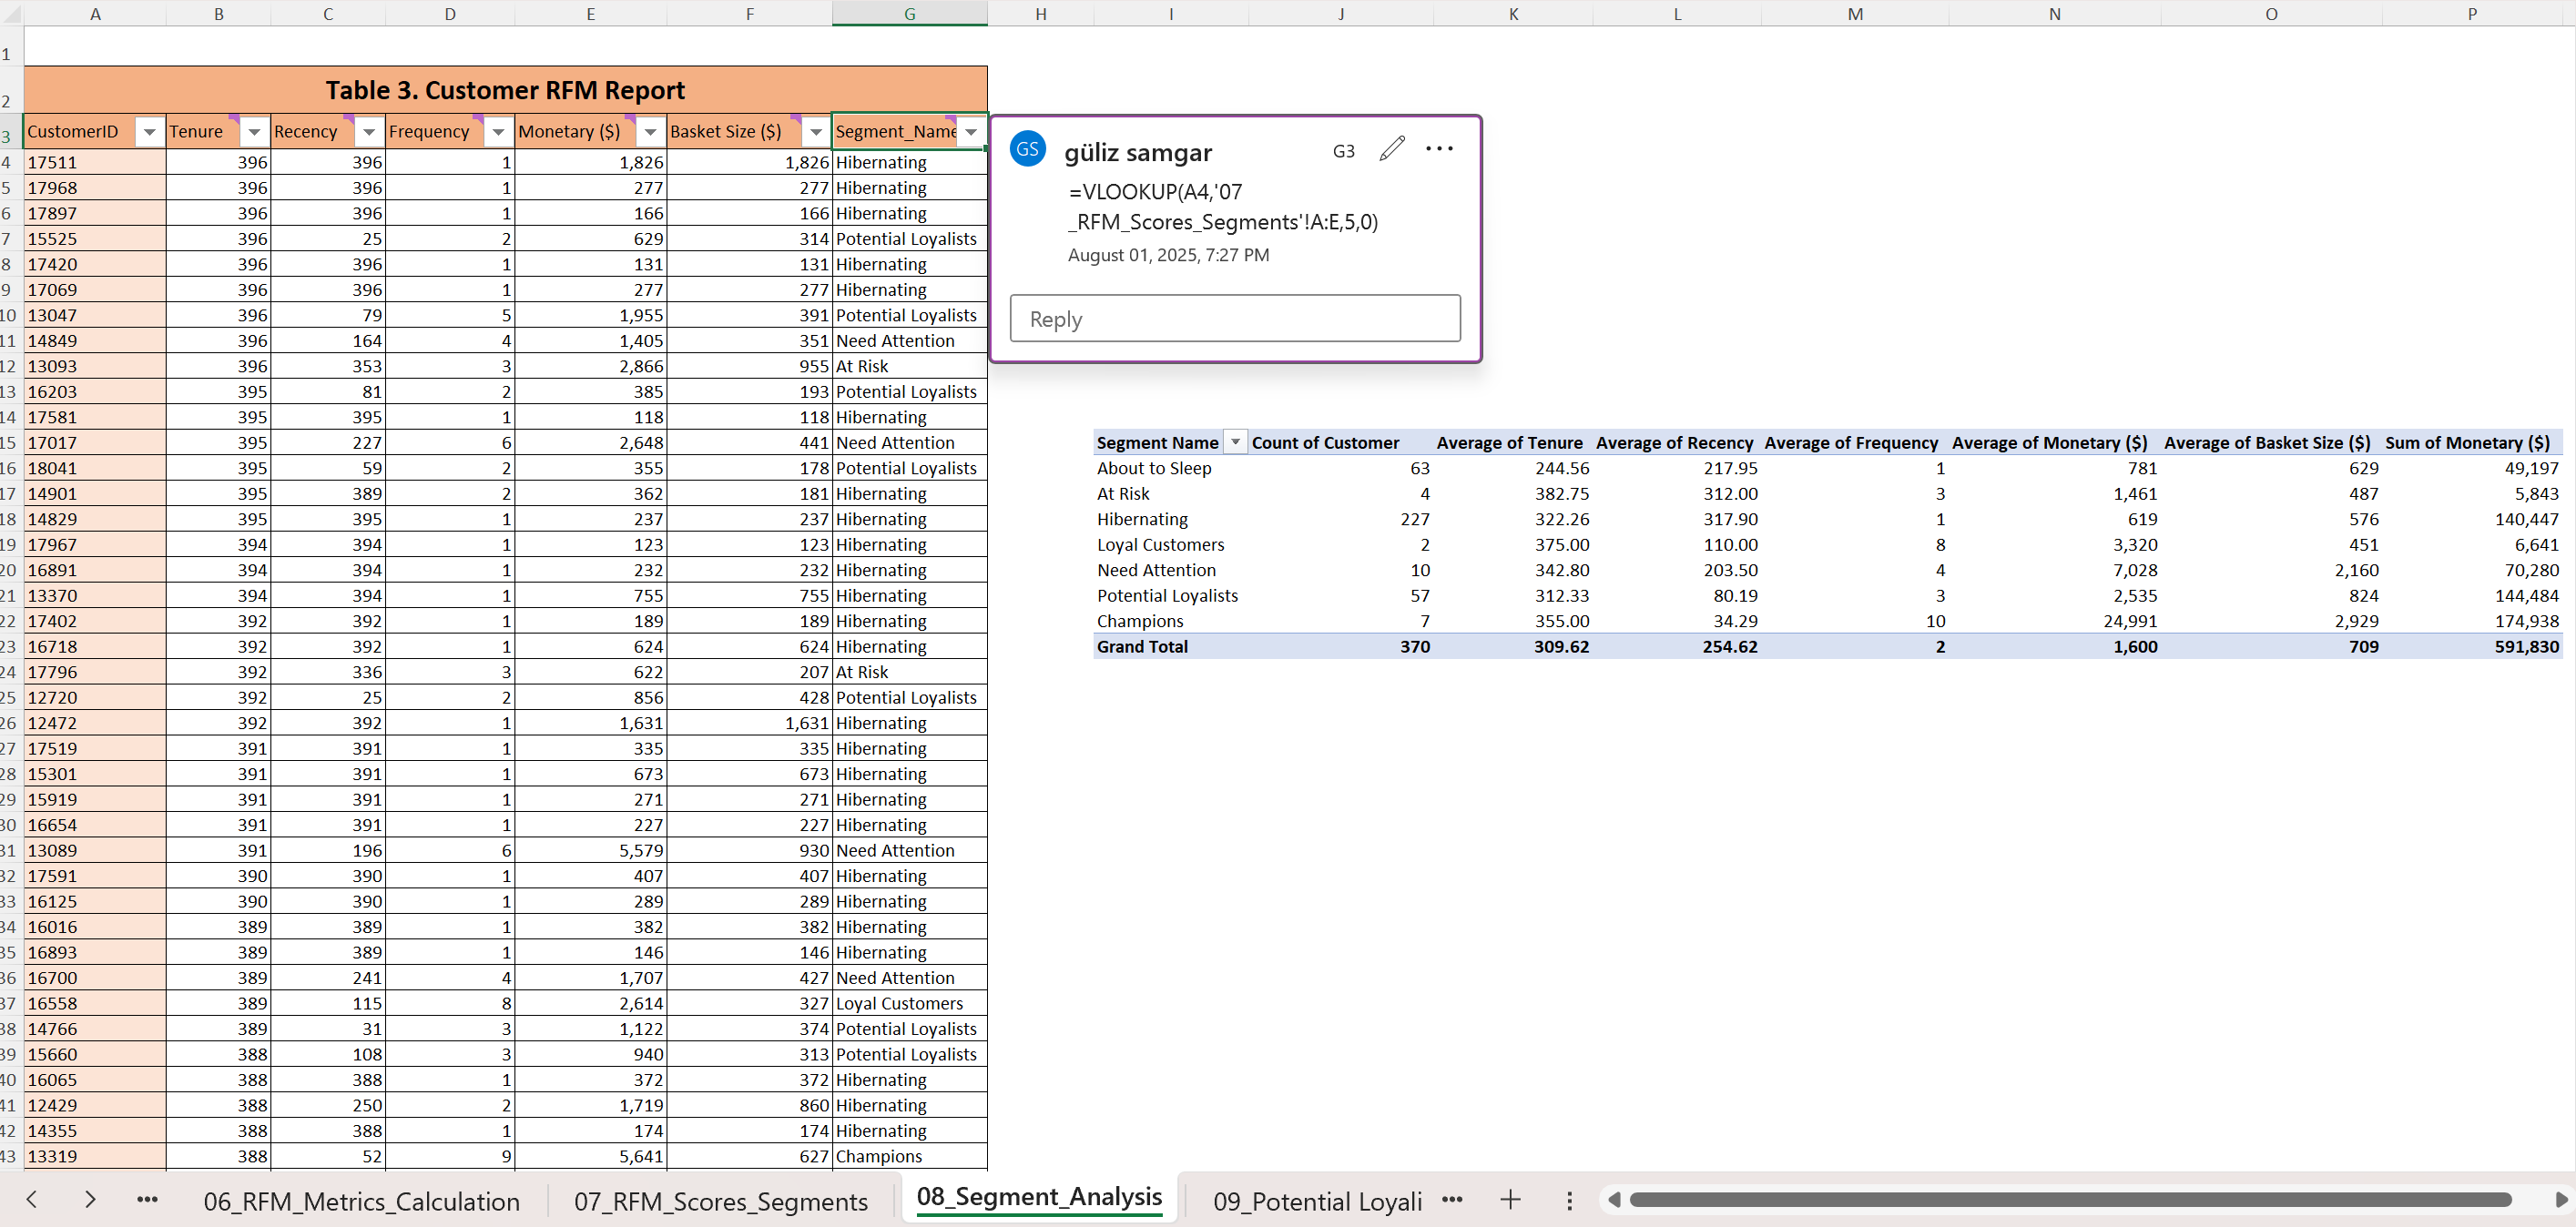 A B C D E F G H I J K L M N O P
1
2 Table 3. Customer RFM Report
3 CustomerID Tenure Recency Frequency Monetary ($) Basket Size ($) Segment_Name
4 17511 396 396 1 1,826 1,826 Hibernating
5 17968 396 396 1 277 277 Hibernating
6 17897 396 396 1 166 166 Hibernating
7 15525 396 25 2 629 314 Potential Loyalists
8 17420 396 396 1 131 131 Hibernating
9 17069 396 396 1 277 277 Hibernating
10 13047 396 79 5 1,955 391 Potential Loyalists
11 14849 396 164 4 1,405 351 Need Attention
12 13093 396 353 3 2,866 955 At Risk
13 16203 395 81 2 385 193 Potential Loyalists
14 17581 395 395 1 118 118 Hibernating
15 17017 395 227 6 2,648 441 Need Attention
16 18041 395 59 2 355 178 Potential Loyalists
17 14901 395 389 2 362 181 Hibernating
18 14829 395 395 1 237 237 Hibernating
19 17967 394 394 1 123 123 Hibernating
20 16891 394 394 1 232 232 Hibernating
21 13370 394 394 1 755 755 Hibernating
22 17402 392 392 1 189 189 Hibernating
23 16718 392 392 1 624 624 Hibernating
24 17796 392 336 3 622 207 At Risk
25 12720 392 25 2 856 428 Potential Loyalists
26 12472 392 392 1 1,631 1,631 Hibernating
27 17519 391 391 1 335 335 Hibernating
28 15301 391 391 1 673 673 Hibernating
29 15919 391 391 1 271 271 Hibernating
30 16654 391 391 1 227 227 Hibernating
31 13089 391 196 6 5,579 930 Need Attention
32 17591 390 390 1 407 407 Hibernating
33 16125 390 390 1 289 289 Hibernating
34 16016 389 389 1 382 382 Hibernating
35 16893 389 389 1 146 146 Hibernating
36 16700 389 241 4 1,707 427 Need Attention
37 16558 389 115 8 2,614 327 Loyal Customers
38 14766 389 31 3 1,122 374 Potential Loyalists
39 15660 388 108 3 940 313 Potential Loyalists
40 16065 388 388 1 372 372 Hibernating
41 12429 388 250 2 1,719 860 Hibernating
42 14355 388 388 1 174 174 Hibernating
43 13319 388 52 9 5,641 627 Champions
GS güliz samgar G3
=VLOOKUP(A4,'07
_RFM_Scores_Segments'!A:E,5,0)
August 01, 2025, 7:27 PM
Reply
Segment Name Count of Customer Average of Tenure Average of Recency Average of Frequency Average of Monetary ($) Average of Basket Size ($) Sum of Monetary ($)
About to Sleep 63 244.56 217.95 1 781 629 49,197
At Risk 4 382.75 312.00 3 1,461 487 5,843
Hibernating 227 322.26 317.90 1 619 576 140,447
Loyal Customers 2 375.00 110.00 8 3,320 451 6,641
Need Attention 10 342.80 203.50 4 7,028 2,160 70,280
Potential Loyalists 57 312.33 80.19 3 2,535 824 144,484
Champions 7 355.00 34.29 10 24,991 2,929 174,938
Grand Total 370 309.62 254.62 2 1,600 709 591,830
06_RFM_Metrics_Calculation 07_RFM_Scores_Segments 08_Segment_Analysis 09_Potential Loyali